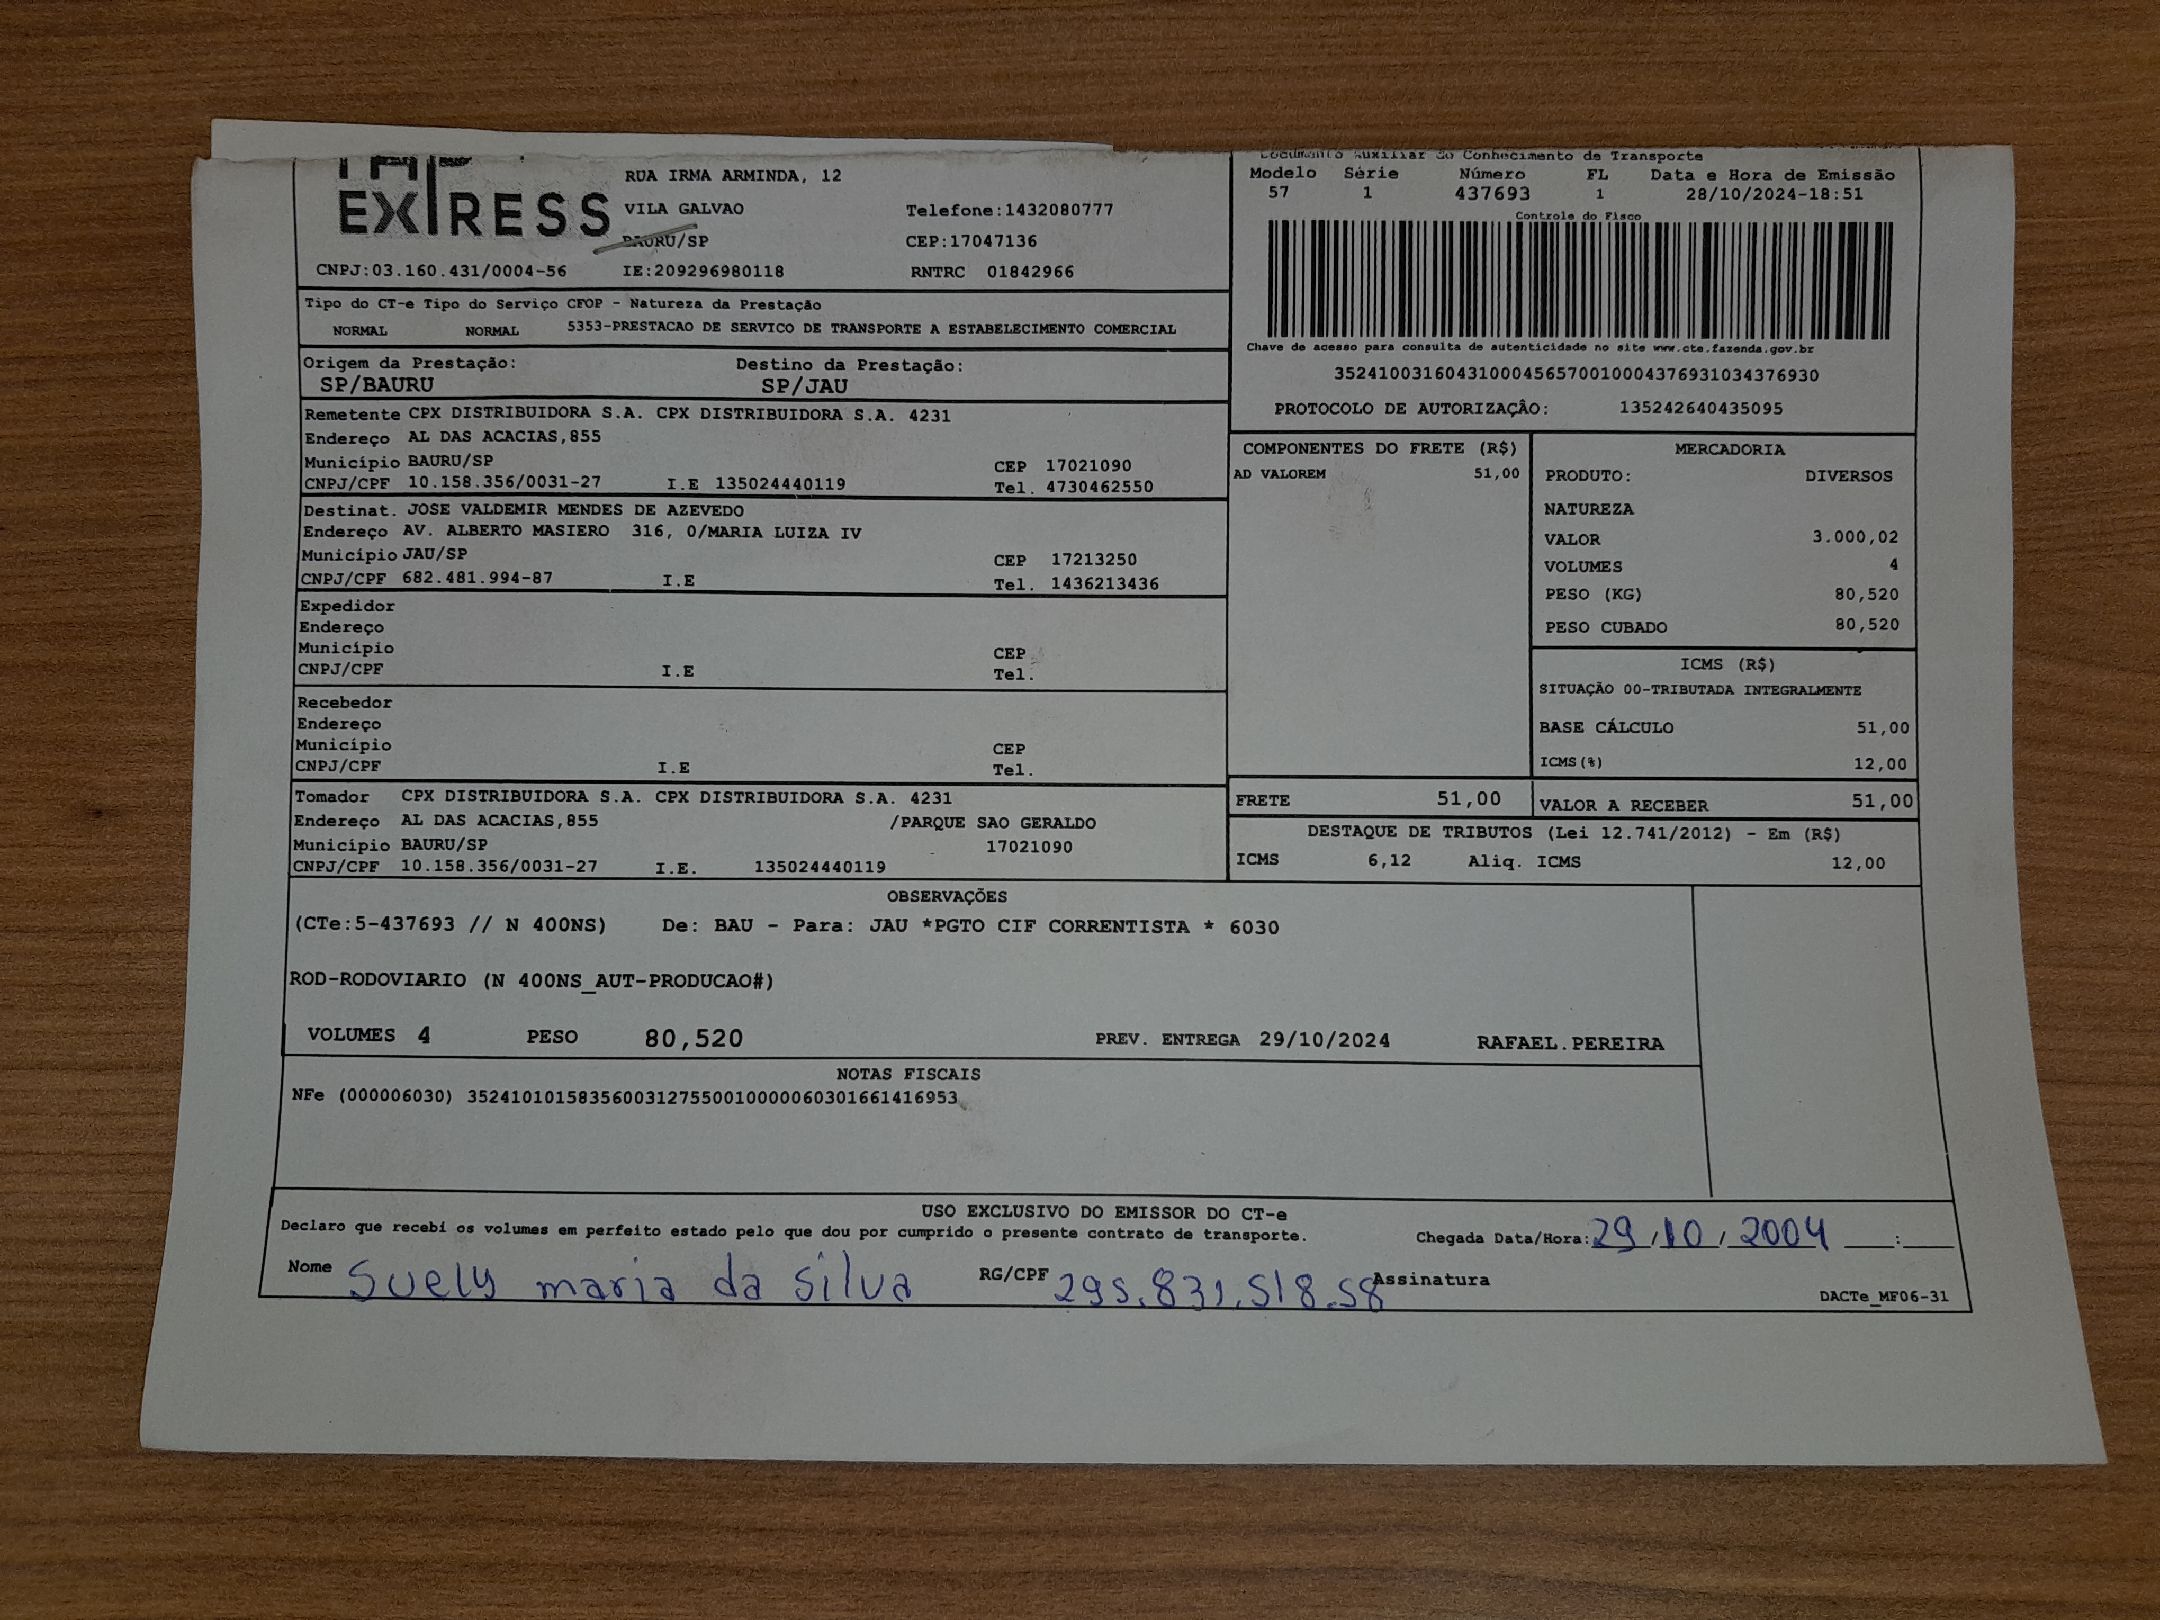 EXPRESS
RUA IRMA ARMINDA, 12
VILA GALVAO Telefone:1432080777
BAURU/SP CEP:17047136
CNPJ:03.160.431/0004-56 IE:209296980118 RNTRC 01842966
Documento Auxiliar do Conhecimento de Transporte
Modelo Série Número FL Data e Hora de Emissão
57 1 437693 1 28/10/2024-18:51
Controle do Fisco
Chave de acesso para consulta de autenticidade no site www.cte.fazenda.gov.br
35241003160431000456570010004376931034376930
PROTOCOLO DE AUTORIZAÇÃO: 135242640435095
Tipo do CT-e Tipo do Serviço CFOP - Natureza da Prestação
NORMAL NORMAL 5353-PRESTACAO DE SERVICO DE TRANSPORTE A ESTABELECIMENTO COMERCIAL
Origem da Prestação: Destino da Prestação:
SP/BAURU SP/JAU
Remetente CPX DISTRIBUIDORA S.A. CPX DISTRIBUIDORA S.A. 4231
Endereço AL DAS ACACIAS,855
Município BAURU/SP CEP 17021090
CNPJ/CPF 10.158.356/0031-27 I.E 135024440119 Tel. 4730462550
Destinat. JOSE VALDEMIR MENDES DE AZEVEDO
Endereço AV. ALBERTO MASIERO 316, 0/MARIA LUIZA IV
Município JAU/SP CEP 17213250
CNPJ/CPF 682.481.994-87 I.E Tel. 1436213436
Expedidor
Endereço
Município CEP
CNPJ/CPF I.E Tel.
Recebedor
Endereço
Município CEP
CNPJ/CPF I.E Tel.
Tomador CPX DISTRIBUIDORA S.A. CPX DISTRIBUIDORA S.A. 4231
Endereço AL DAS ACACIAS,855 /PARQUE SAO GERALDO
Município BAURU/SP 17021090
CNPJ/CPF 10.158.356/0031-27 I.E. 135024440119
COMPONENTES DO FRETE (R$)
AD VALOREM 51,00
MERCADORIA
PRODUTO: DIVERSOS
NATUREZA
VALOR 3.000,02
VOLUMES 4
PESO (KG) 80,520
PESO CUBADO 80,520
ICMS (R$)
SITUAÇÃO 00-TRIBUTADA INTEGRALMENTE
BASE CÁLCULO 51,00
ICMS(%) 12,00
FRETE 51,00 VALOR A RECEBER 51,00
DESTAQUE DE TRIBUTOS (Lei 12.741/2012) - Em (R$)
ICMS 6,12 Aliq. ICMS 12,00
OBSERVAÇÕES
(CTe:5-437693 // N 400NS) De: BAU - Para: JAU *PGTO CIF CORRENTISTA * 6030
ROD-RODOVIARIO (N 400NS_AUT-PRODUCAO#)
VOLUMES 4 PESO 80,520 PREV. ENTREGA 29/10/2024 RAFAEL.PEREIRA
NOTAS FISCAIS
NFe (000006030) 35241010158356003127550010000060301661416953
USO EXCLUSIVO DO EMISSOR DO CT-e
Declaro que recebi os volumes em perfeito estado pelo que dou por cumprido o presente contrato de transporte.
Chegada Data/Hora: 29/10/2004 __:__
Nome Suely maria da silva RG/CPF 295.831.518.58 Assinatura
DACTe_MF06-31